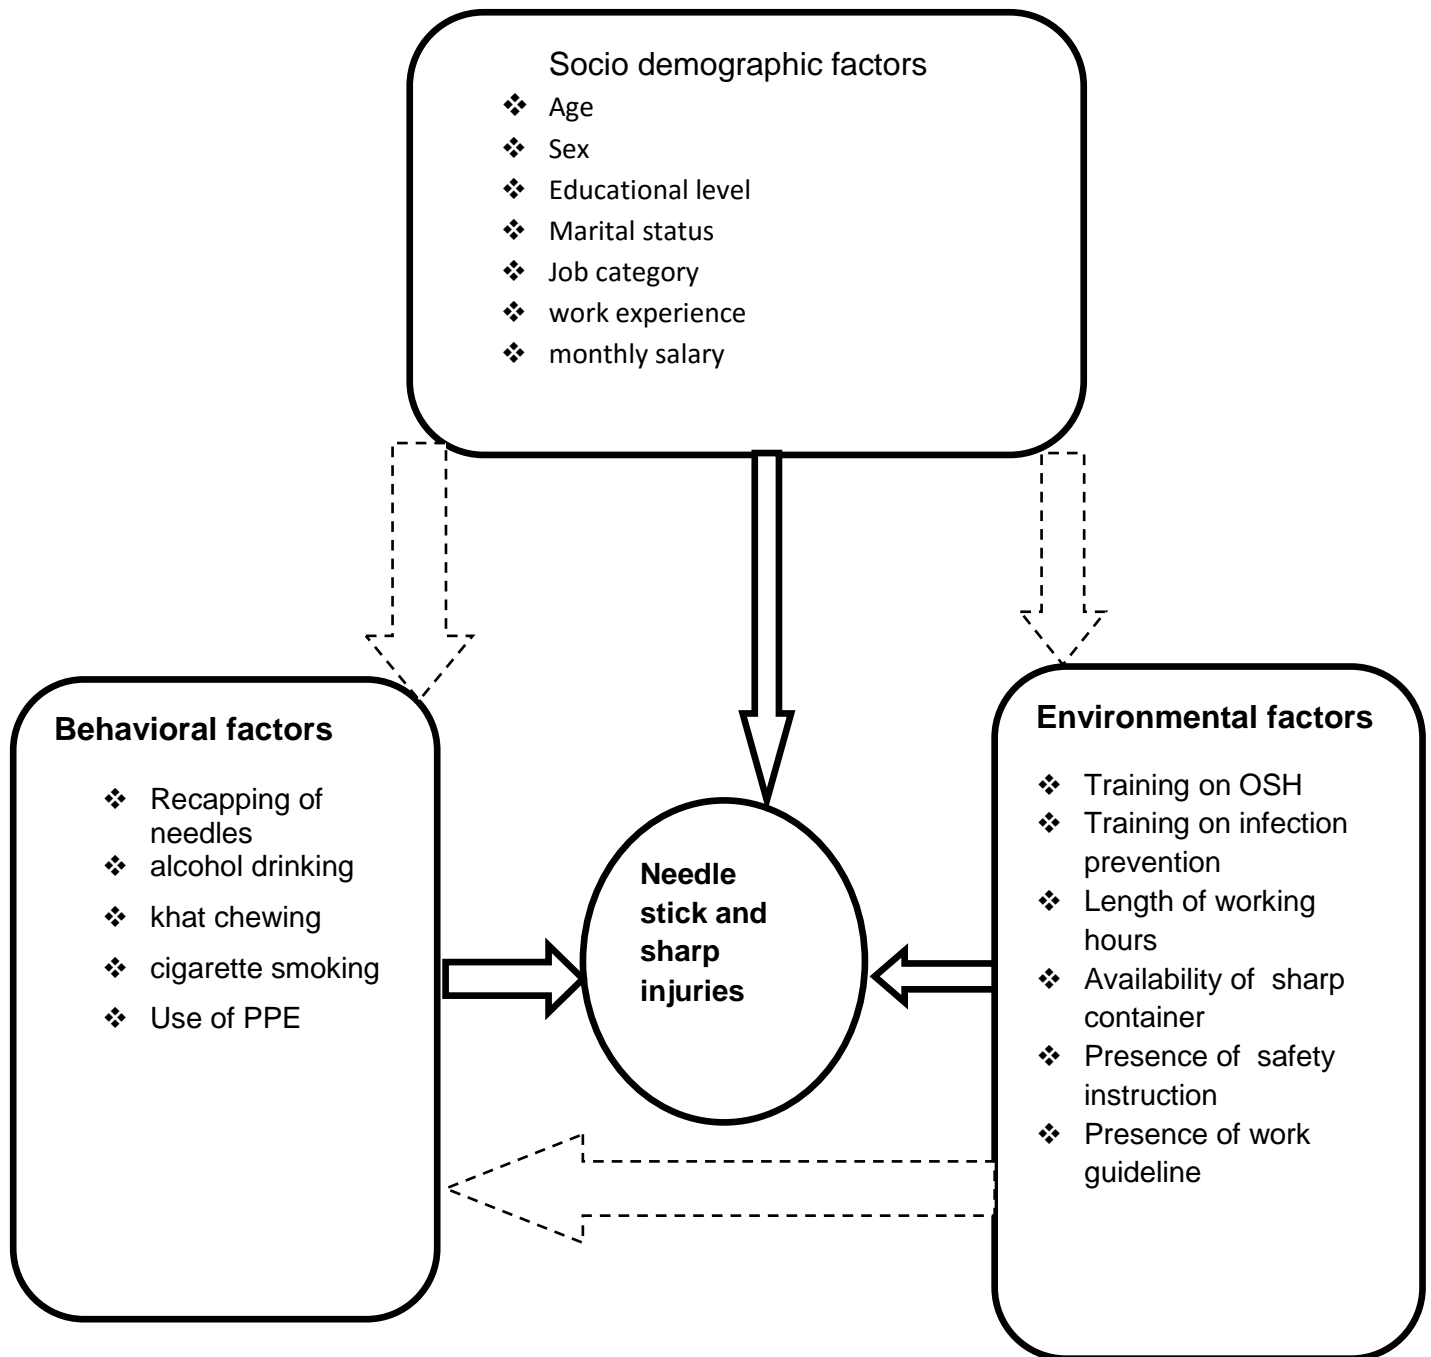 Socio demographic factors
❖ Age
❖ Sex
❖ Educational level
❖ Marital status
❖ Job category
❖ work experience
❖ monthly salary
Behavioral factors
❖ Recapping of
needles
❖ alcohol drinking
❖ khat chewing
❖ cigarette smoking
❖ Use of PPE
Needle
stick and
sharp
injuries
Environmental factors
❖ Training on OSH
❖ Training on infection
prevention
❖ Length of working
hours
❖ Availability of sharp
container
❖ Presence of safety
instruction
❖ Presence of work
guideline